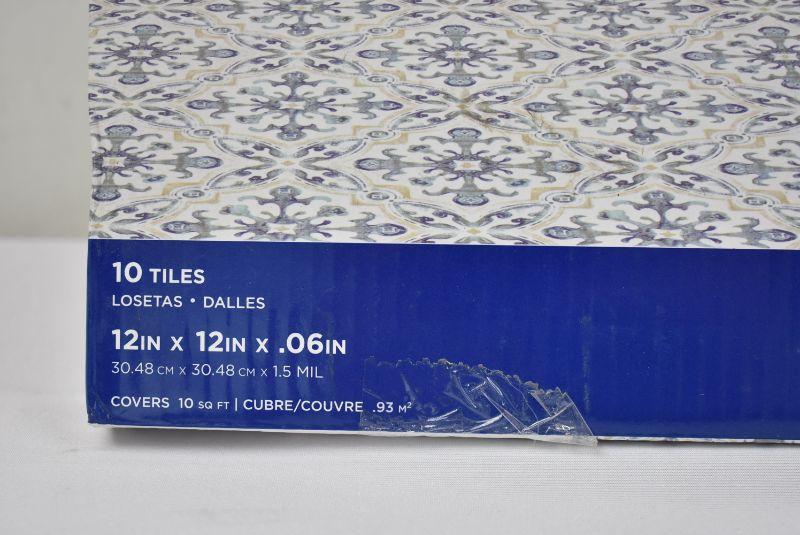 10 TILES
LOSETAS • DALLES
12IN X 12IN X .06IN
30.48 CM X 30.48 CM X 1.5 MIL
COVERS 10 SQ FT | CUBRE/COUVRE .93 M²